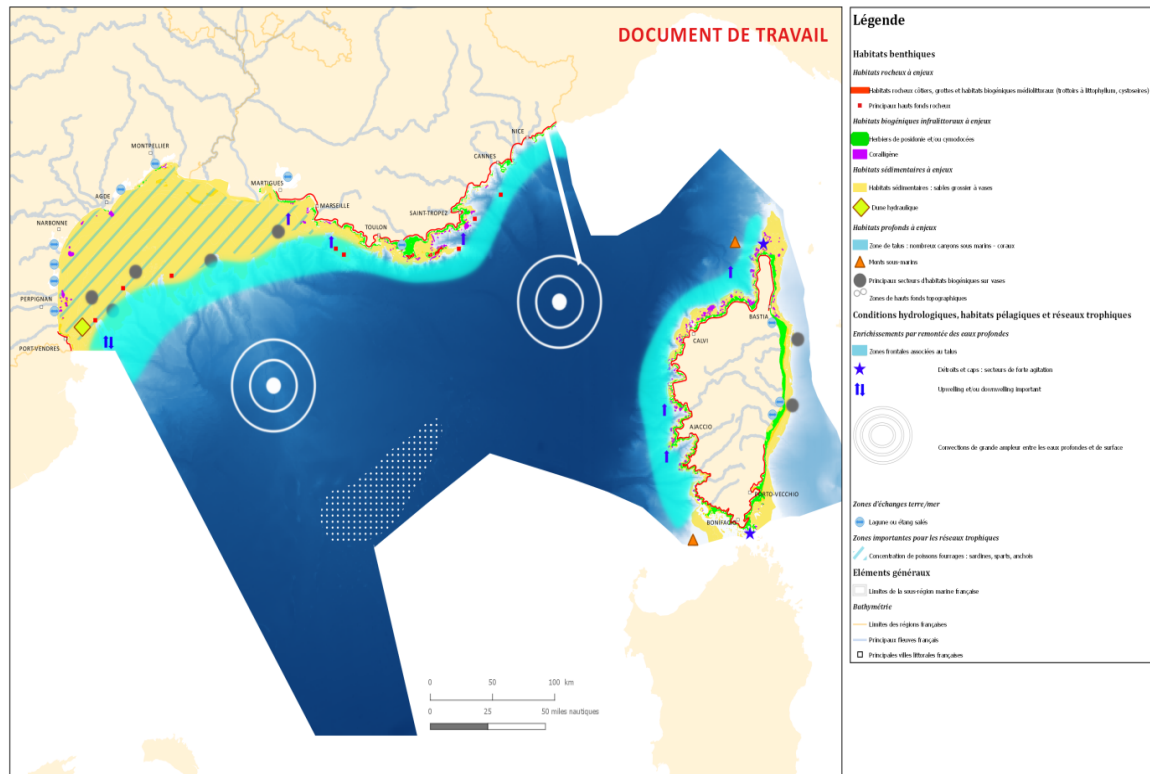 DOCUMENT DE TRAVAIL
MONTPELLIER
NICE
CANNES
MARTIGUES
AGDE
MARSEILLE
SAINT-TROPEZ
NARBONNE
TOULON
PERPIGNAN
PORT-VENDRES
BASTIA
CALVI
AJACCIO
PORTO-VECCHIO
BONIFACIO
0 50 100 km
0 25 50 miles nautiques
Légende
Habitats benthiques
Habitats rocheux à enjeux
Habitats rocheux côtiers, grottes et habitats biogéniques médiolittoraux (trottoirs à littophyllum, cystoseires)
Principaux hauts fonds rocheux
Habitats biogéniques infralittoraux à enjeux
Herbiers de posidonie et/ou cymodocées
Coralligène
Habitats sédimentaires à enjeux
Habitats sédimentaires : sables grossier à vases
Dune hydraulique
Habitats profonds à enjeux
Zone de talus : nombreux canyons sous marins - coraux
Monts sous-marins
Principaux secteurs d'habitats biogéniques sur vases
Zones de hauts fonds topographiques
Conditions hydrologiques, habitats pélagiques et réseaux trophiques
Enrichissements par remontée des eaux profondes
Zones frontales associées au talus
Détroits et caps : secteurs de forte agitation
Upwelling et/ou downwelling important
Convections de grande ampleur entre les eaux profondes et de surface
Zones d'échanges terre/mer
Lagune ou étang salés
Zones importantes pour les réseaux trophiques
Concentration de poissons fourrages : sardines, sprats, anchois
Eléments généraux
Limites de la sous-région marine française
Bathymétrie
Limites des régions françaises
Principaux fleuves français
Principales villes littorales françaises